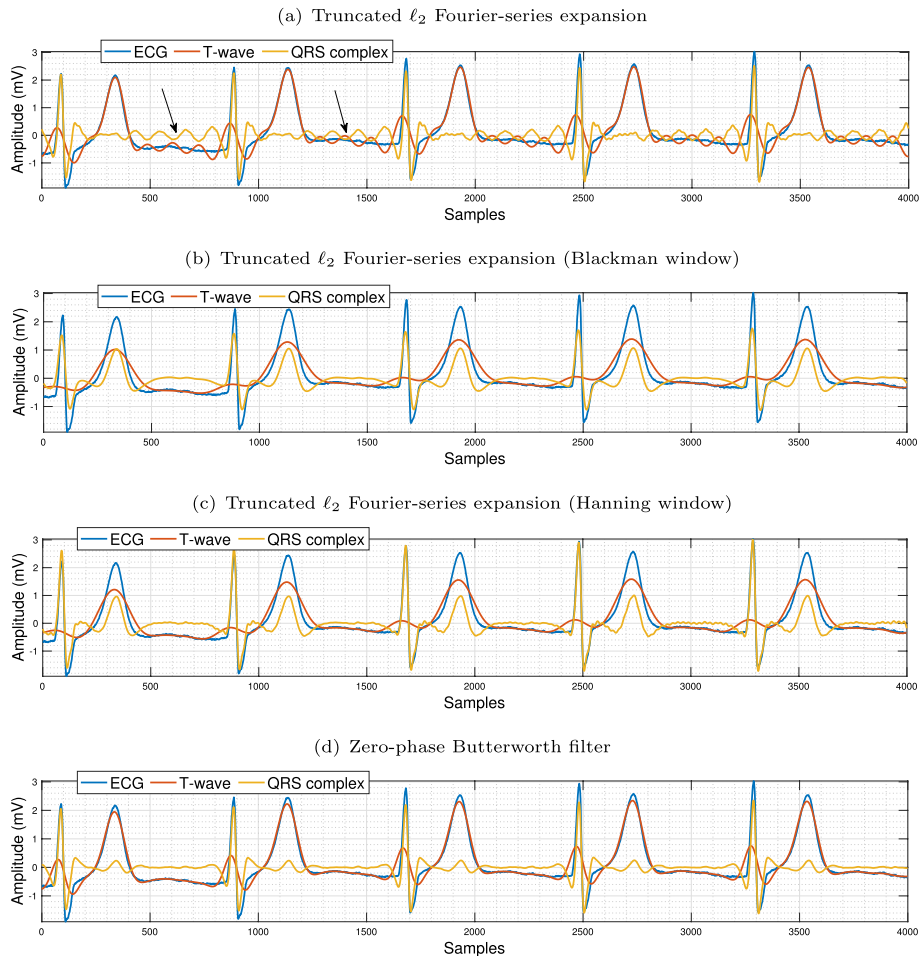 (a) Truncated ℓ2 Fourier-series expansion
ECG T-wave QRS complex
3
2
1
0
-1
Amplitude (mV)
0 500 1000 1500 2000 2500 3000 3500 4000
Samples
(b) Truncated ℓ2 Fourier-series expansion (Blackman window)
ECG T-wave QRS complex
3
2
1
0
-1
Amplitude (mV)
0 500 1000 1500 2000 2500 3000 3500 4000
Samples
(c) Truncated ℓ2 Fourier-series expansion (Hanning window)
ECG T-wave QRS complex
3
2
1
0
-1
Amplitude (mV)
0 500 1000 1500 2000 2500 3000 3500 4000
Samples
(d) Zero-phase Butterworth filter
ECG T-wave QRS complex
3
2
1
0
-1
Amplitude (mV)
0 500 1000 1500 2000 2500 3000 3500 4000
Samples